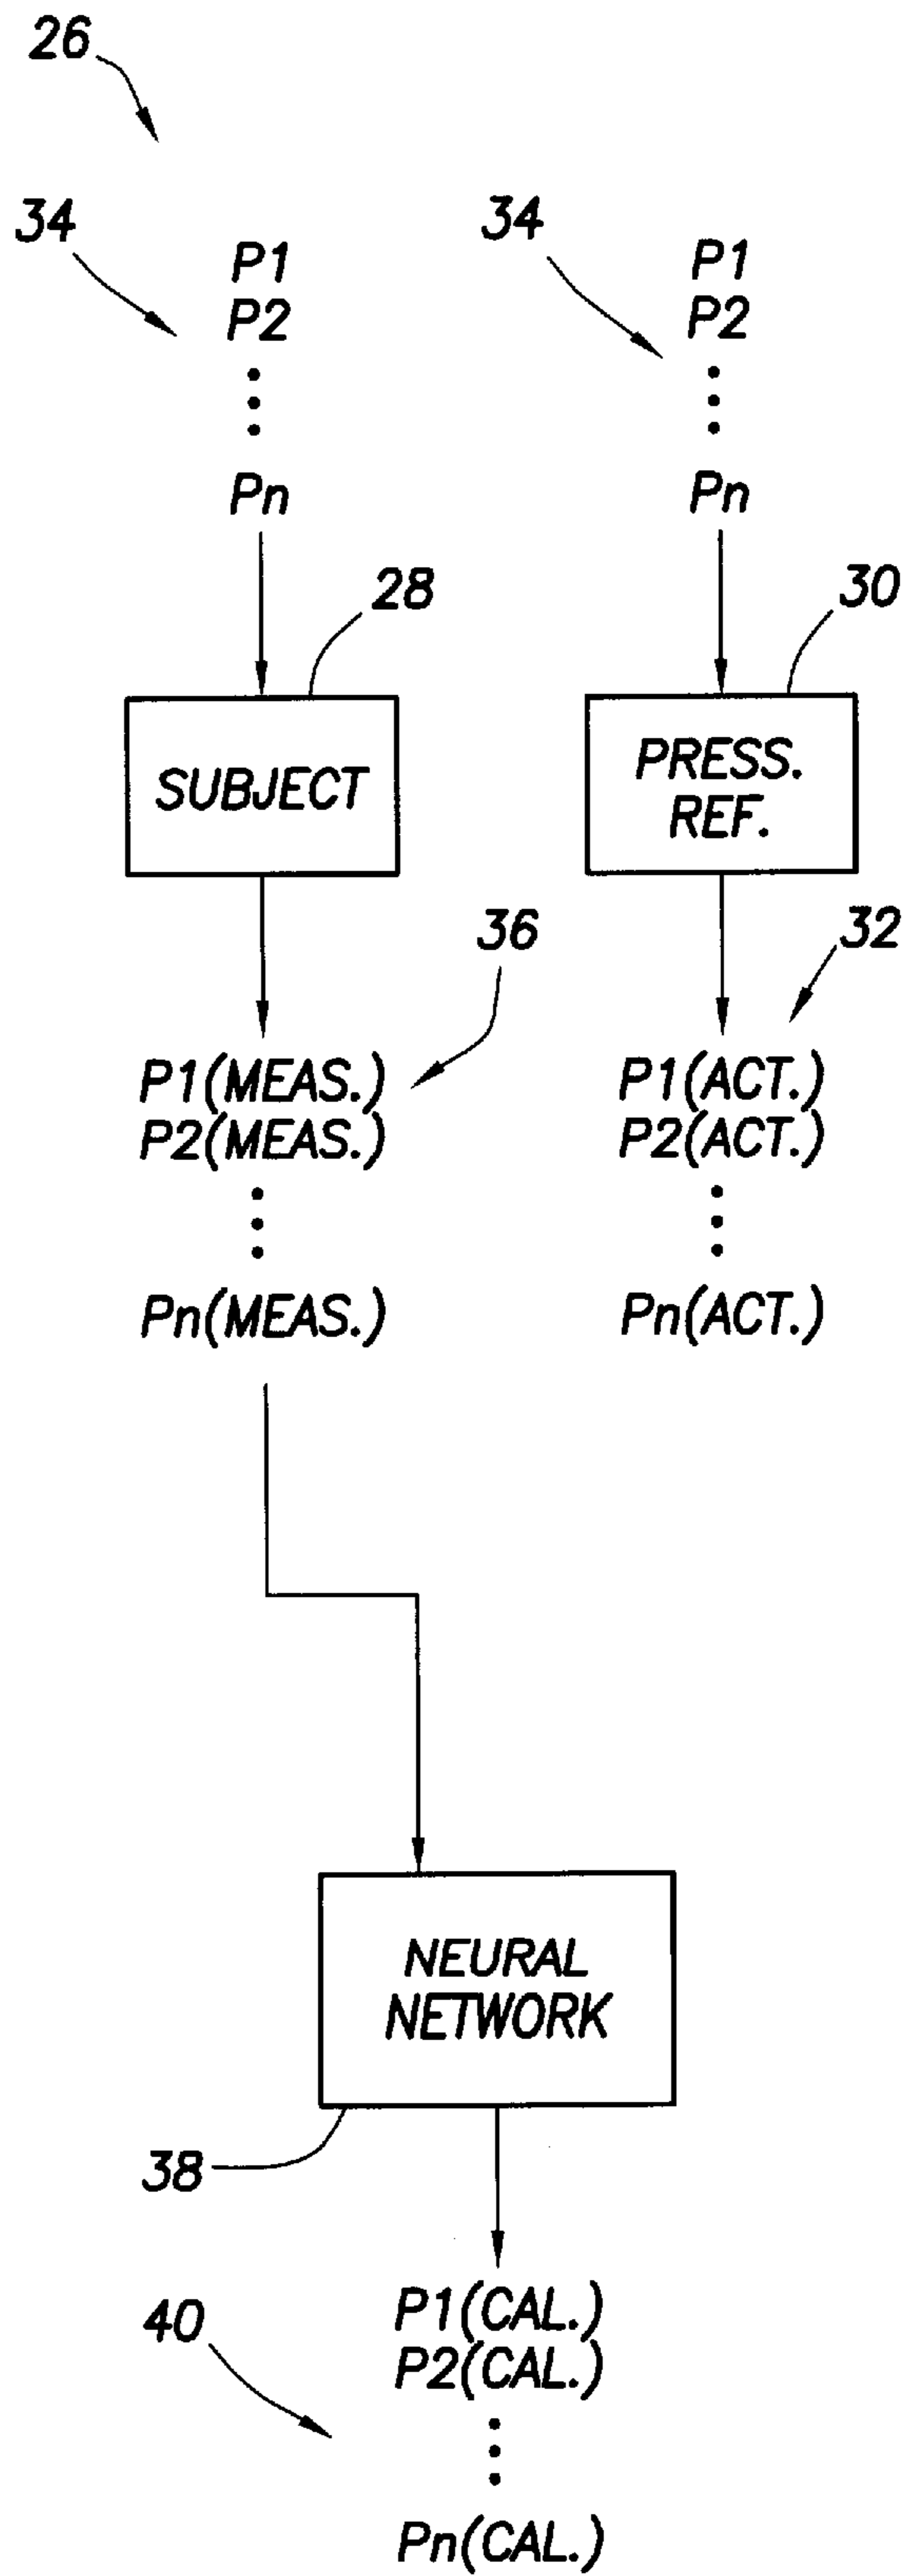 26
34
P1
P2
Pn
34
P1
P2
Pn
28
SUBJECT
30
PRESS.
REF.
36
P1(MEAS.)
P2(MEAS.)
Pn(MEAS.)
32
P1(ACT.)
P2(ACT.)
Pn(ACT.)
NEURAL
NETWORK
38
40
P1(CAL.)
P2(CAL.)
Pn(CAL.)